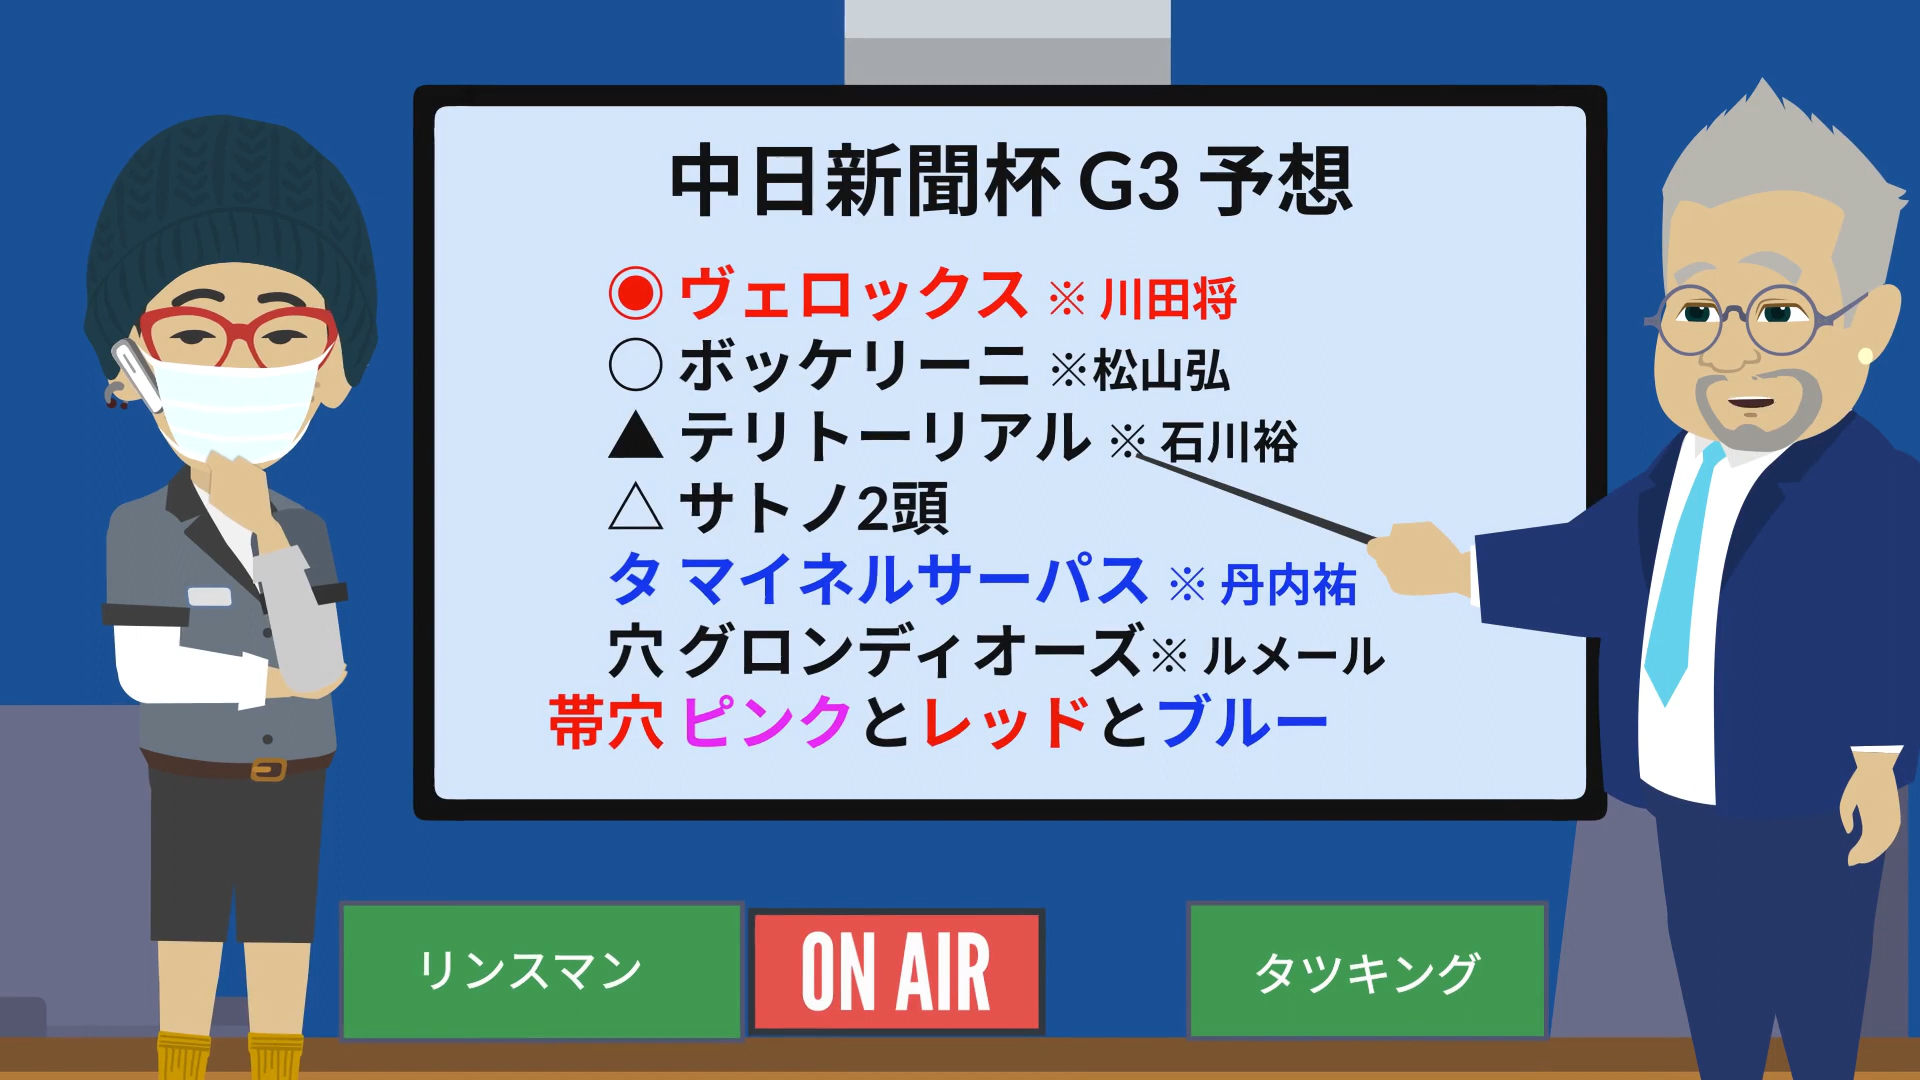 中日新聞杯 G3 予想
◉ ヴェロックス ※ 川田将
○ ボッケリーニ ※松山弘
▲ テリトーリアル ※ 石川裕
△ サトノ2頭
タ マイネルサーパス ※ 丹内祐
穴 グロンディオーズ※ ルメール
帯穴 ピンクとレッドとブルー
リンスマン
ON AIR
タツキング